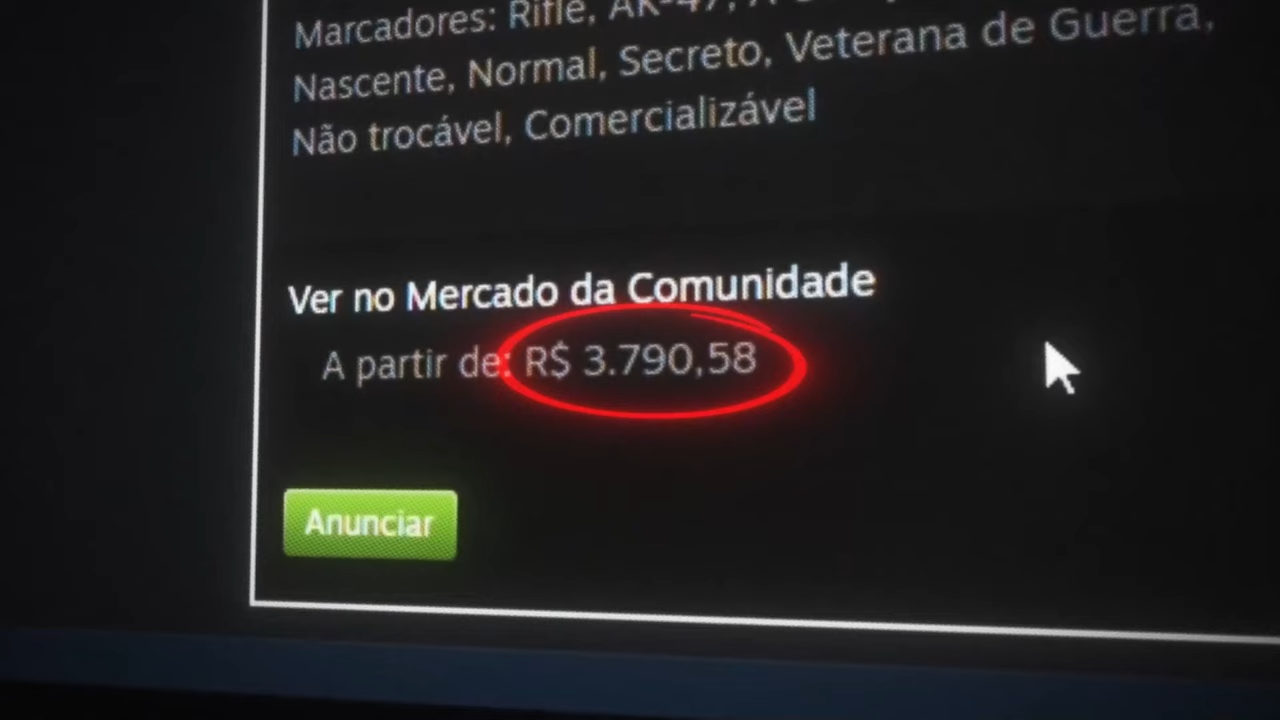 Marcadores: Rifle, AK-47,
Nascente, Normal, Secreto, Veterana de Guerra,
Não trocável, Comercializável
Ver no Mercado da Comunidade
A partir de: R$ 3.790,58
Anunciar